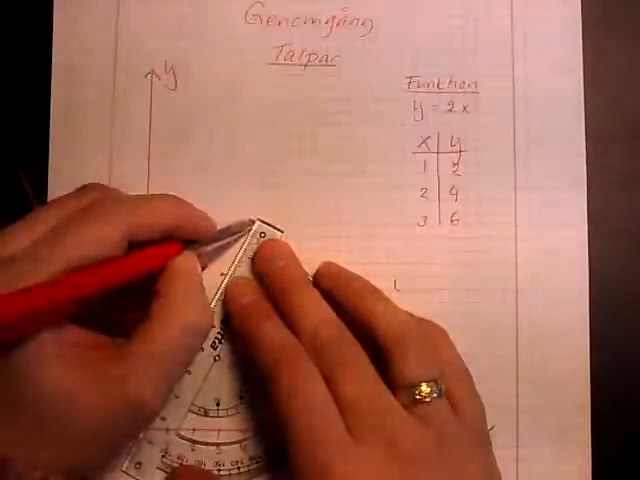 Genomgång
Talpar
y
Funktion
y = 2x
x y
1 2
2 4
3 6